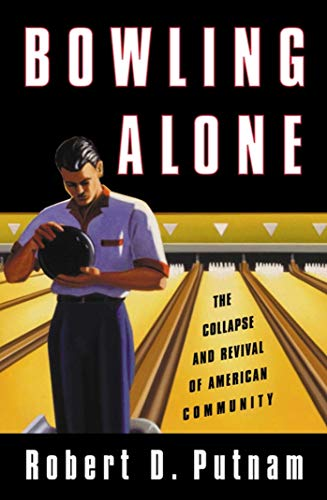 BOWLING
ALONE
THE
COLLAPSE
AND REVIVAL
OF AMERICAN
COMMUNITY
Robert D. Putnam